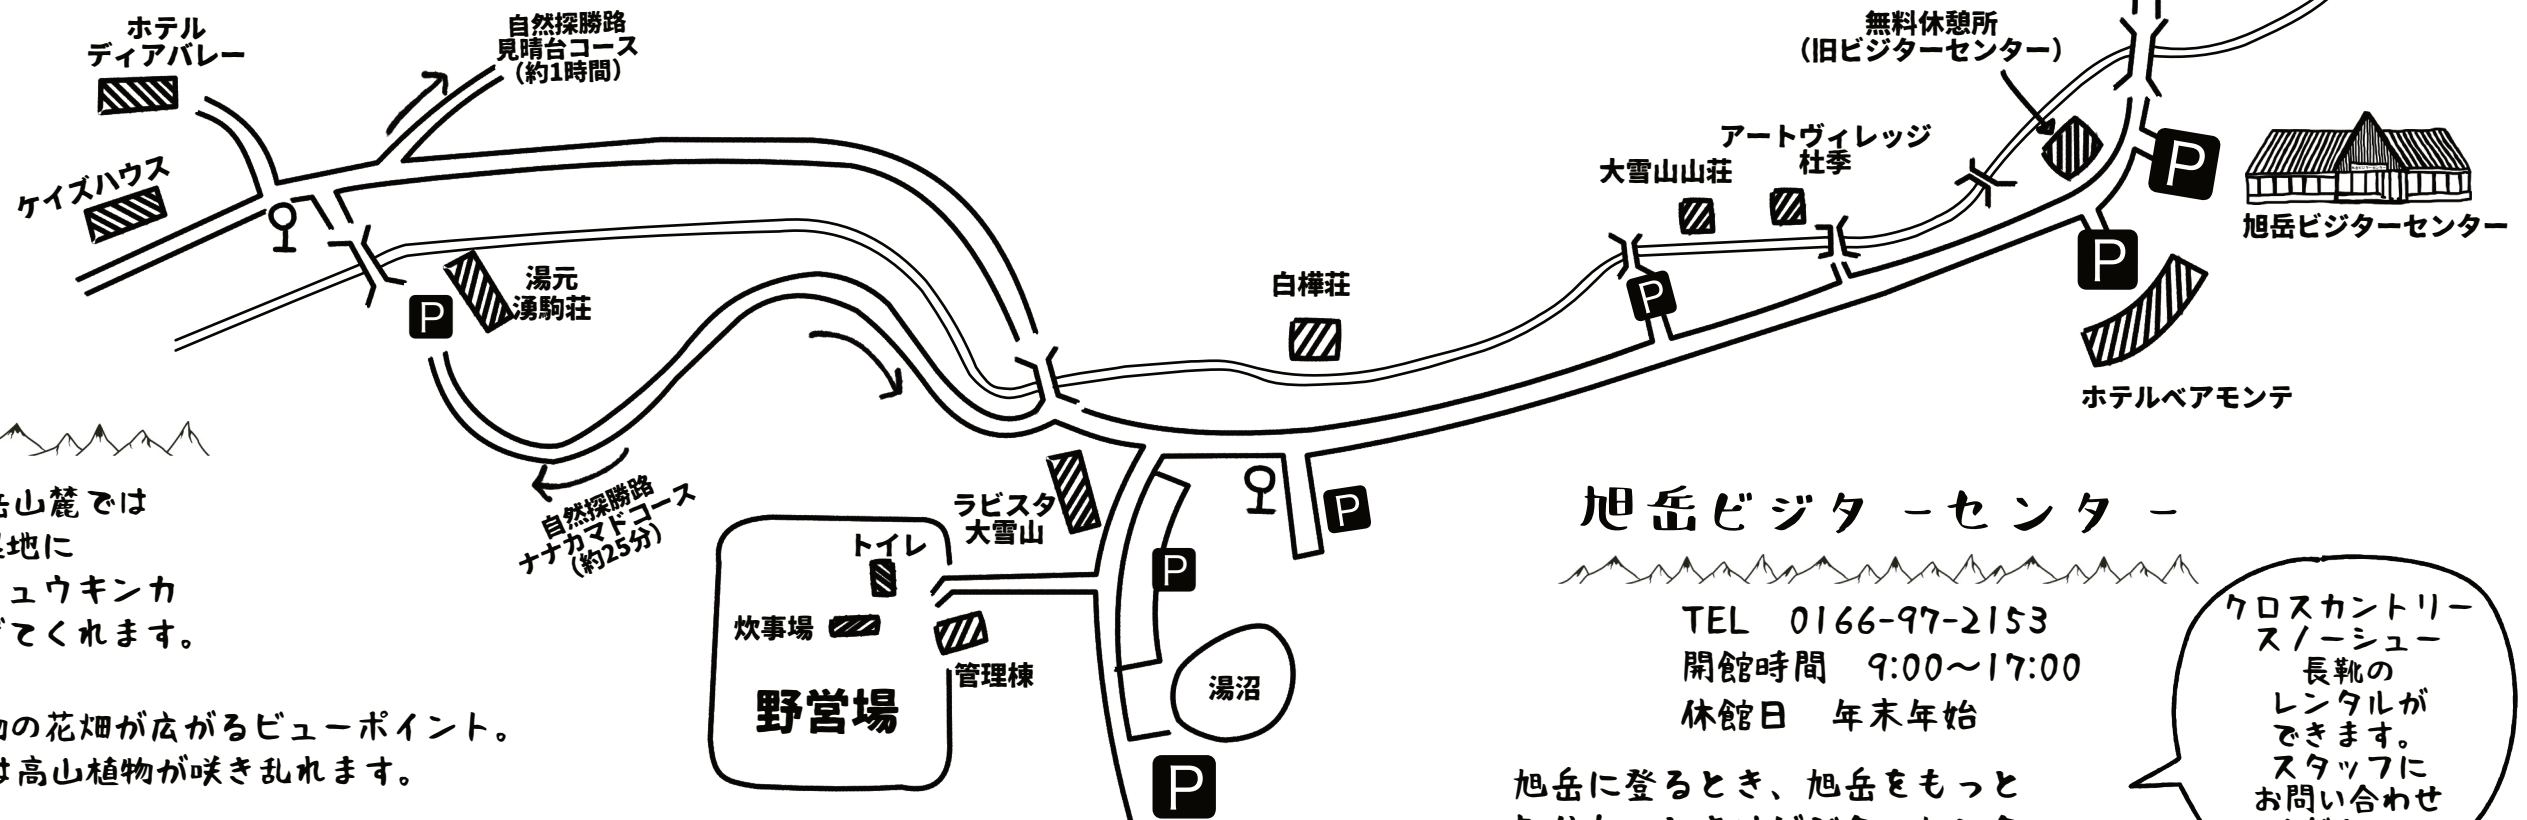 ホテル
ディアバレー
自然探勝路
見晴台コース
（約1時間）
ケイズハウス
湯元
湧駒荘
P
自然探勝路
ナナカマドコース
（約25分）
無料休憩所
（旧ビジターセンター）
アートヴィレッジ
杜季
大雪山山荘
白樺荘
P
P
P
旭岳ビジターセンター
ホテルベアモンテ
ラビスタ
大雪山
P
P
トイレ
炊事場
管理棟
野営場
湯沼
P
岳山麓では
地に
ュウキンカ
てくれます。
の花畑が広がるビューポイント。
は高山植物が咲き乱れます。
旭岳ビジターセンター
TEL 0166-97-2153
開館時間 9:00～17:00
休館日 年末年始
旭岳に登るとき、旭岳をもっと
クロスカントリー
スノーシュー
長靴の
レンタルが
できます。
スタッフに
お問い合わせ